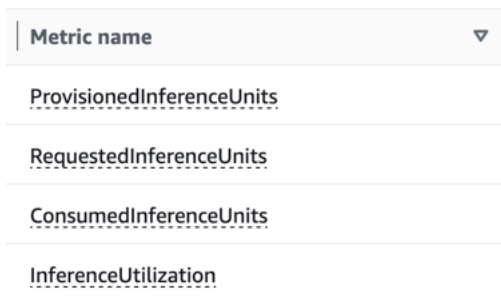 Metric name
ProvisionedInferenceUnits
RequestedInferenceUnits
ConsumedInferenceUnits
InferenceUtilization